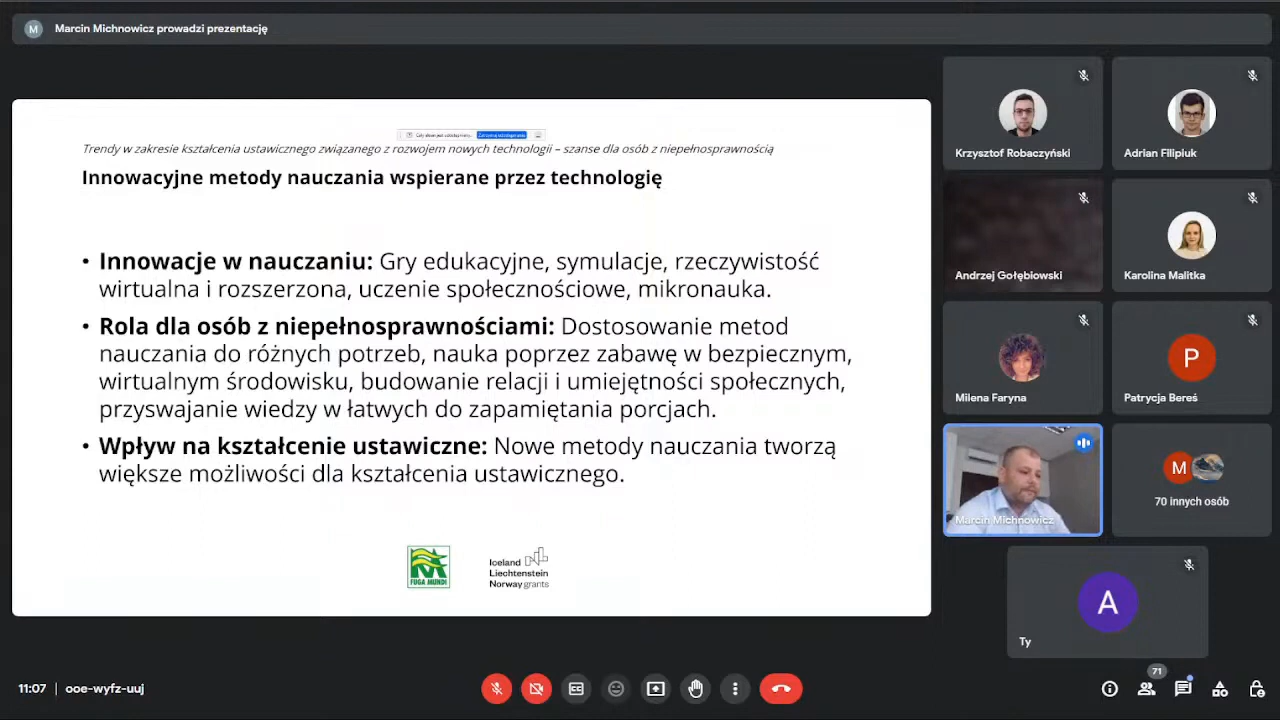 M Marcin Michnowicz prowadzi prezentację
Trendy w zakresie kształcenia ustawicznego związanego z rozwojem nowych technologii – szanse dla osób z niepełnosprawnością
Innowacyjne metody nauczania wspierane przez technologię
• Innowacje w nauczaniu: Gry edukacyjne, symulacje, rzeczywistość
wirtualna i rozszerzona, uczenie społecznościowe, mikronauka.
• Rola dla osób z niepełnosprawnościami: Dostosowanie metod
nauczania do różnych potrzeb, nauka poprzez zabawę w bezpiecznym,
wirtualnym środowisku, budowanie relacji i umiejętności społecznych,
przyswajanie wiedzy w łatwych do zapamiętania porcjach.
• Wpływ na kształcenie ustawiczne: Nowe metody nauczania tworzą
większe możliwości dla kształcenia ustawicznego.
FUGA MUNDI
Iceland
Liechtenstein
Norway grants
Krzysztof Robaczyński
Adrian Filipiuk
Andrzej Gołębiowski
Karolina Malitka
Milena Faryna
P
Patrycja Bereś
Marcin Michnowicz
M
70 innych osób
A
Ty
11:07 | ooe-wyfz-uuj
71